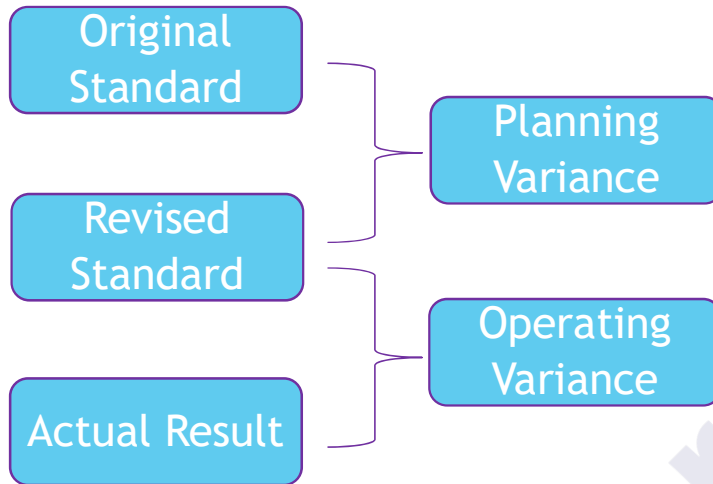 Original
Standard
Planning
Variance
Revised
Standard
Operating
Variance
Actual Result